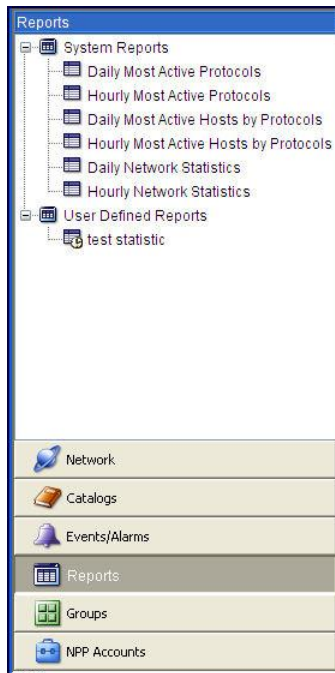 Reports
System Reports
Daily Most Active Protocols
Hourly Most Active Protocols
Daily Most Active Hosts by Protocols
Hourly Most Active Hosts by Protocols
Daily Network Statistics
Hourly Network Statistics
User Defined Reports
test statistic
Network
Catalogs
Events/Alarms
Reports
Groups
NPP Accounts